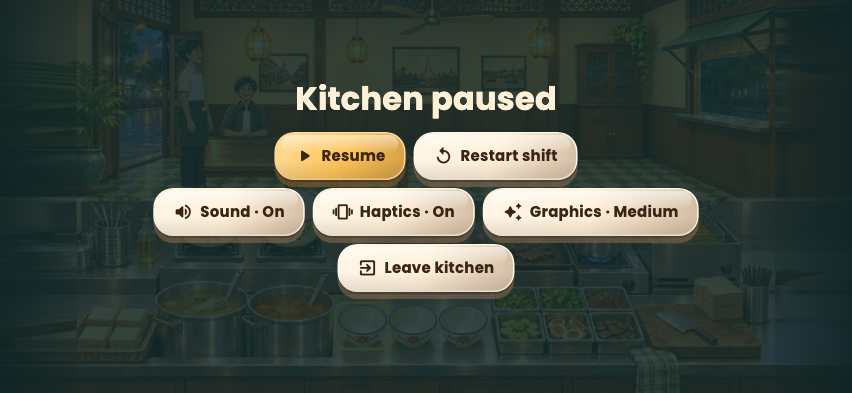 Kitchen paused
Resume
Restart shift
Sound · On
Haptics · On
Graphics · Medium
Leave kitchen